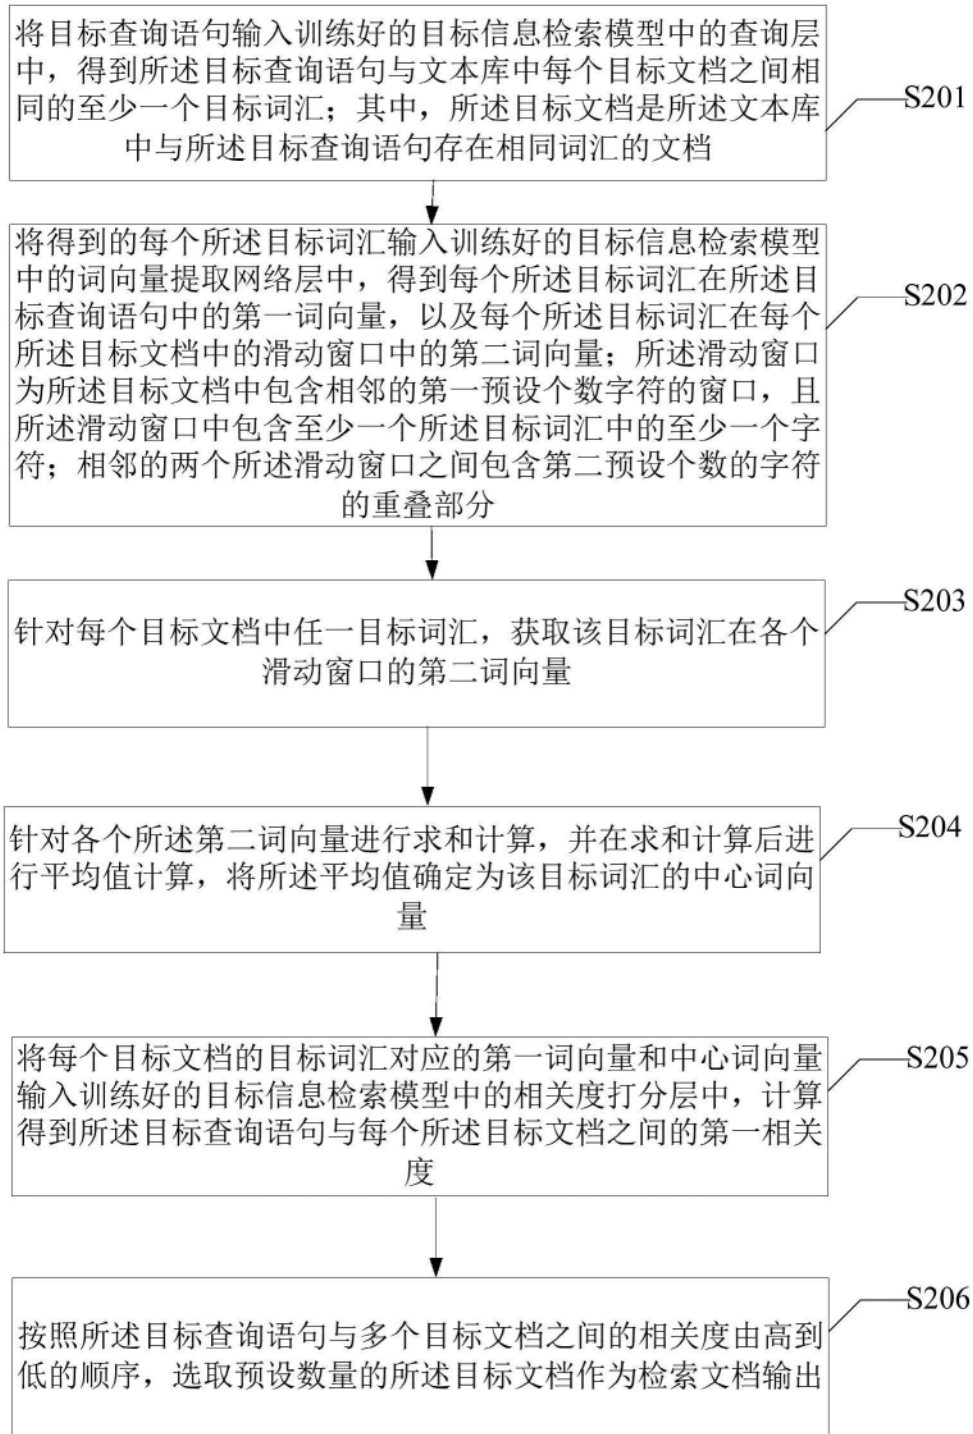 将目标查询语句输入训练好的目标信息检索模型中的查询层
中，得到所述目标查询语句与文本库中每个目标文档之间相
同的至少一个目标词汇；其中，所述目标文档是所述文本库
中与所述目标查询语句存在相同词汇的文档
S201
将得到的每个所述目标词汇输入训练好的目标信息检索模型
中的词向量提取网络层中，得到每个所述目标词汇在所述目
标查询语句中的第一词向量，以及每个所述目标词汇在每个
所述目标文档中的滑动窗口中的第二词向量；所述滑动窗口
为所述目标文档中包含相邻的第一预设个数字符的窗口，且
所述滑动窗口中包含至少一个所述目标词汇中的至少一个字
符；相邻的两个所述滑动窗口之间包含第二预设个数的字符
的重叠部分
S202
针对每个目标文档中任一目标词汇，获取该目标词汇在各个
滑动窗口的第二词向量
S203
针对各个所述第二词向量进行求和计算，并在求和计算后进
行平均值计算，将所述平均值确定为该目标词汇的中心词向
量
S204
将每个目标文档的目标词汇对应的第一词向量和中心词向量
输入训练好的目标信息检索模型中的相关度打分层中，计算
得到所述目标查询语句与每个所述目标文档之间的第一相关
度
S205
按照所述目标查询语句与多个目标文档之间的相关度由高到
低的顺序，选取预设数量的所述目标文档作为检索文档输出
S206